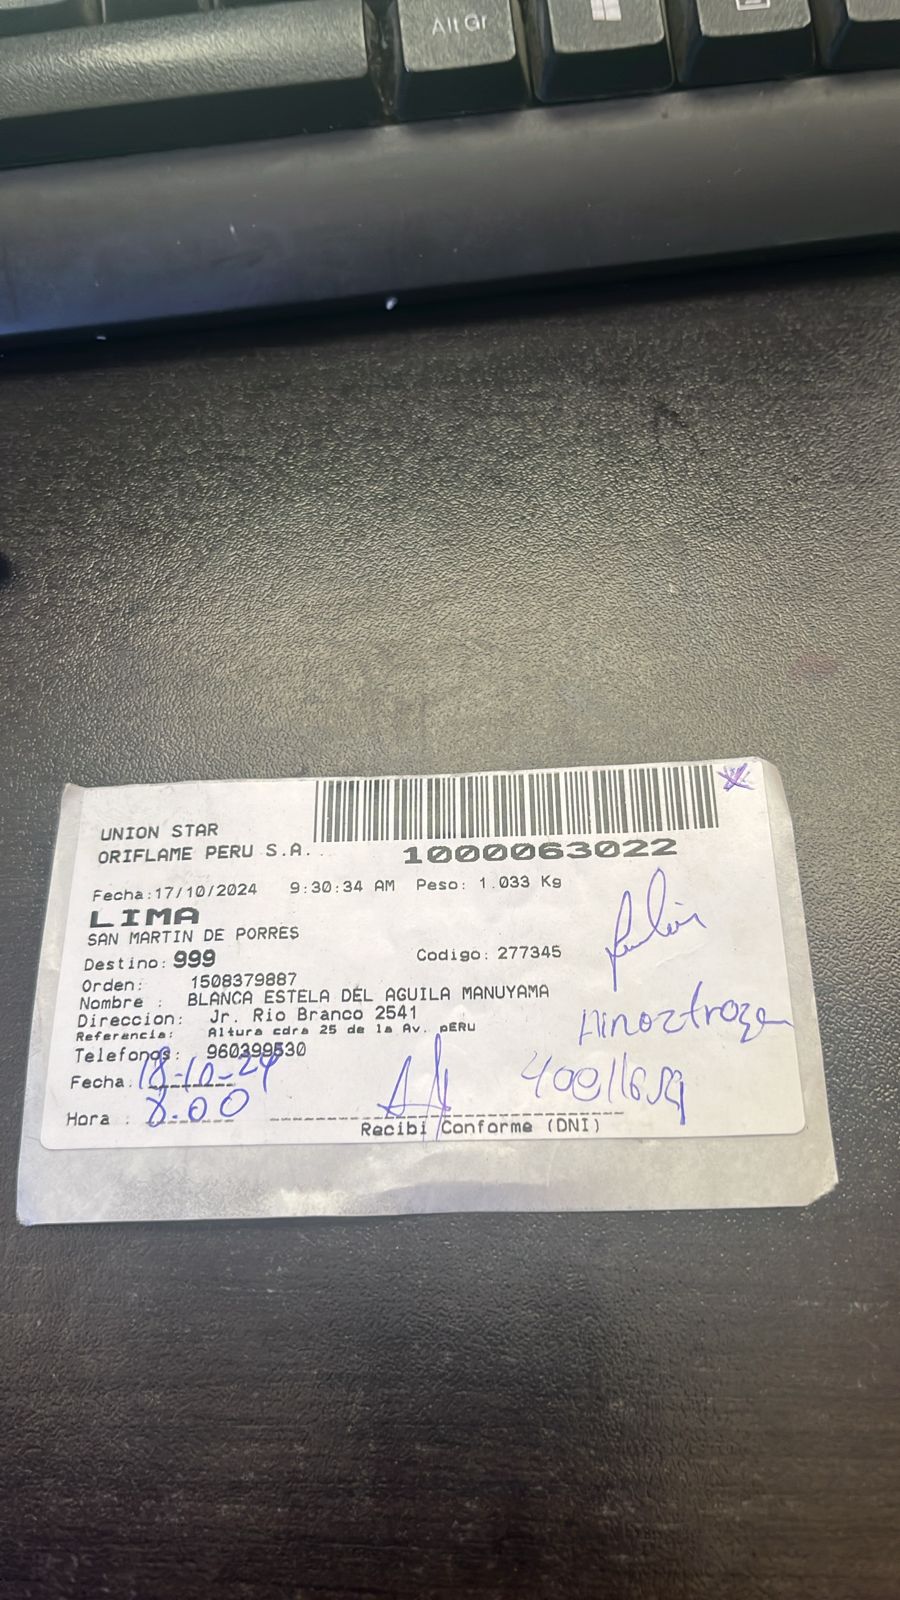 Alt Gr
UNION STAR
ORIFLAME PERU S.A.
1000063022
Fecha:17/10/2024 9:30:34 AM Peso: 1.033 Kg
LIMA
SAN MARTIN DE PORRES
Destino: 999 Codigo: 277345
Orden: 1508379887
Nombre : BLANCA ESTELA DEL AGUILA MANUYAMA
Direccion: Jr. Rio Branco 2541
Referencia: Altura cdra 25 de la Av. pERU
Telefonos: 960399530
Hinoztroza
Fecha: 18-10-24
Hora : 8.00
Recibi Conforme (DNI)